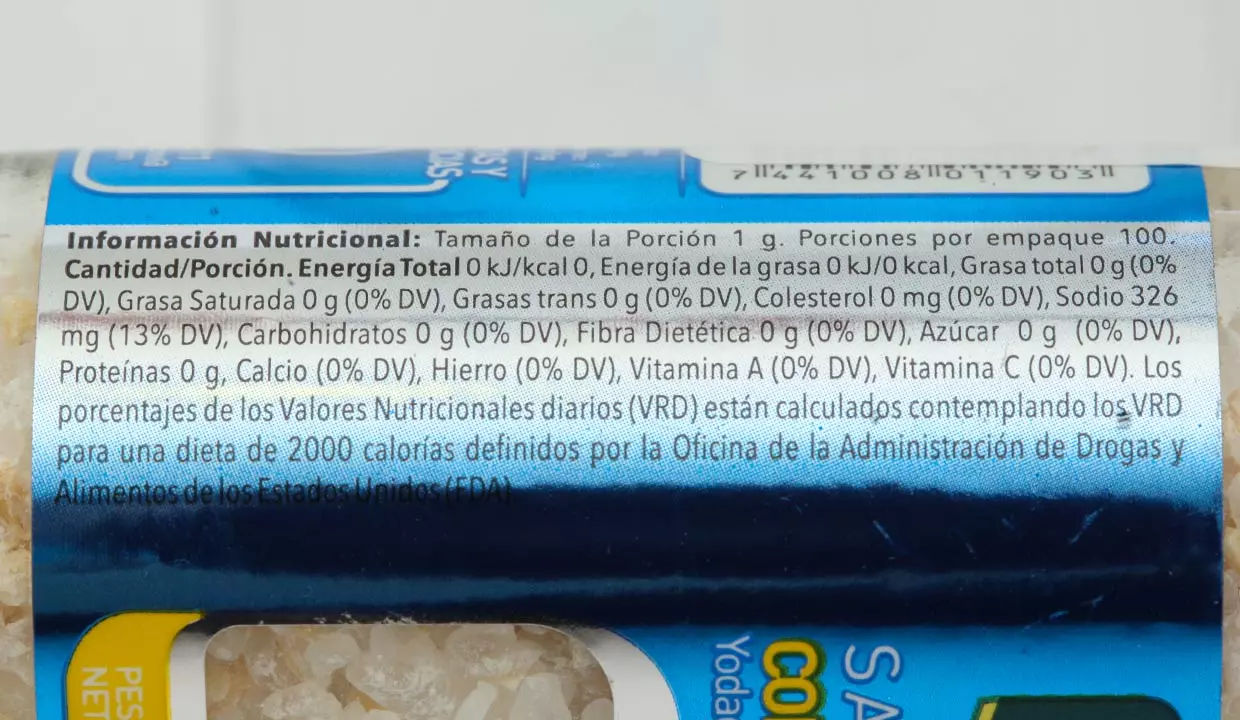 7 441008 011903
Información Nutricional: Tamaño de la Porción 1 g. Porciones por empaque 100.
Cantidad/Porción. Energía Total 0 kJ/kcal 0, Energía de la grasa 0 kJ/0 kcal, Grasa total 0 g (0%
DV), Grasa Saturada 0 g (0% DV), Grasas trans 0 g (0% DV), Colesterol 0 mg (0% DV), Sodio 326
mg (13% DV), Carbohidratos 0 g (0% DV), Fibra Dietética 0 g (0% DV), Azúcar 0 g (0% DV),
Proteínas 0 g, Calcio (0% DV), Hierro (0% DV), Vitamina A (0% DV), Vitamina C (0% DV). Los
porcentajes de los Valores Nutricionales diarios (VRD) están calculados contemplando los VRD
para una dieta de 2000 calorías definidos por la Oficina de la Administración de Drogas y
Alimentos de los Estados Unidos (FDA)